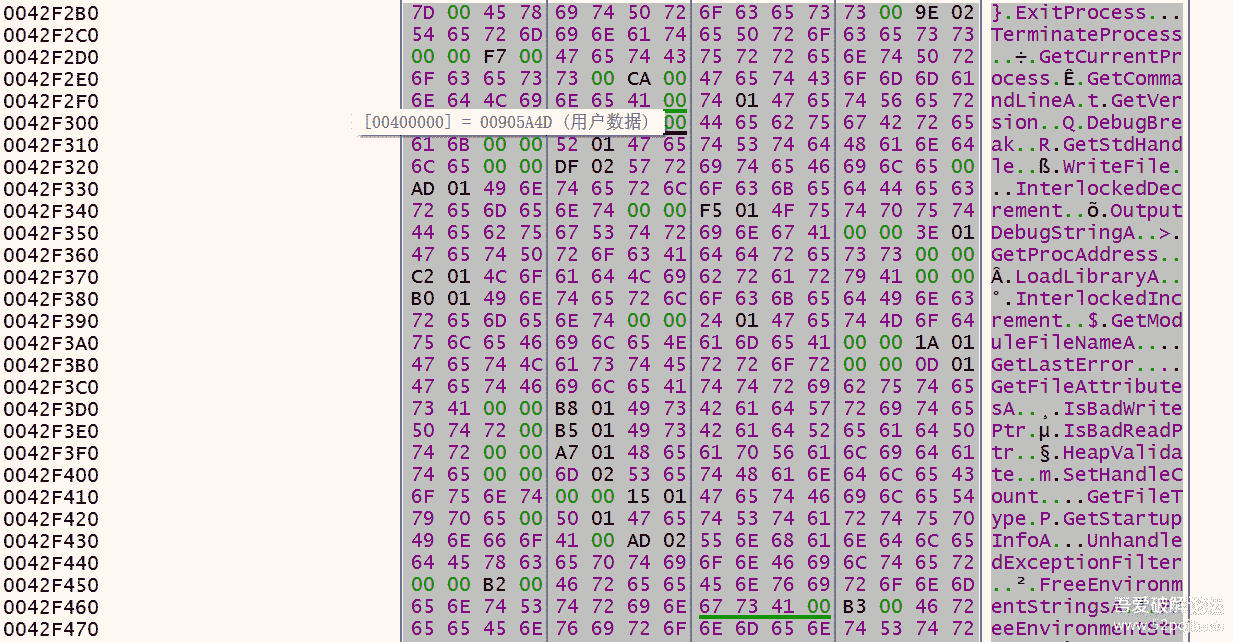 0042F2B0 7D 00 45 78 69 74 50 72 6F 63 65 73 73 00 9E 02 }.ExitProcess...
0042F2C0 54 65 72 6D 69 6E 61 74 65 50 72 6F 63 65 73 73 TerminateProcess
0042F2D0 00 00 F7 00 47 65 74 43 75 72 72 65 6E 74 50 72 ..÷.GetCurrentPr
0042F2E0 6F 63 65 73 73 00 CA 00 47 65 74 43 6F 6D 6D 61 ocess.Ê.GetComma
0042F2F0 6E 64 4C 69 6E 65 41 00 74 01 47 65 74 56 65 72 ndLineA.t.GetVer
0042F300 [00400000] = 00905A4D (用户数据) 00 44 65 62 75 67 42 72 65 sion..Q.DebugBre
0042F310 61 6B 00 00 52 01 47 65 74 53 74 64 48 61 6E 64 ak..R.GetStdHand
0042F320 6C 65 00 00 DF 02 57 72 69 74 65 46 69 6C 65 00 le..ß.WriteFile.
0042F330 AD 01 49 6E 74 65 72 6C 6F 63 6B 65 64 44 65 63 ..InterlockedDec
0042F340 72 65 6D 65 6E 74 00 00 F5 01 4F 75 74 70 75 74 rement..õ.Output
0042F350 44 65 62 75 67 53 74 72 69 6E 67 41 00 00 3E 01 DebugStringA..>.
0042F360 47 65 74 50 72 6F 63 41 64 64 72 65 73 73 00 00 GetProcAddress..
0042F370 C2 01 4C 6F 61 64 4C 69 62 72 61 72 79 41 00 00 Â.LoadLibraryA..
0042F380 B0 01 49 6E 74 65 72 6C 6F 63 6B 65 64 49 6E 63 °.InterlockedInc
0042F390 72 65 6D 65 6E 74 00 00 24 01 47 65 74 4D 6F 64 rement..$.GetMod
0042F3A0 75 6C 65 46 69 6C 65 4E 61 6D 65 41 00 00 1A 01 uleFileNameA....
0042F3B0 47 65 74 4C 61 73 74 45 72 72 6F 72 00 00 0D 01 GetLastError....
0042F3C0 47 65 74 46 69 6C 65 41 74 74 72 69 62 75 74 65 GetFileAttribute
0042F3D0 73 41 00 00 B8 01 49 73 42 61 64 57 72 69 74 65 sA..¸.IsBadWrite
0042F3E0 50 74 72 00 B5 01 49 73 42 61 64 52 65 61 64 50 Ptr.µ.IsBadReadP
0042F3F0 74 72 00 00 A7 01 48 65 61 70 56 61 6C 69 64 61 tr..§.HeapValida
0042F400 74 65 00 00 6D 02 53 65 74 48 61 6E 64 6C 65 43 te..m.SetHandleC
0042F410 6F 75 6E 74 00 00 15 01 47 65 74 46 69 6C 65 54 ount....GetFileT
0042F420 79 70 65 00 50 01 47 65 74 53 74 61 72 74 75 70 ype.P.GetStartup
0042F430 49 6E 66 6F 41 00 AD 02 55 6E 68 61 6E 64 6C 65 InfoA...Unhandle
0042F440 64 45 78 63 65 70 74 69 6F 6E 46 69 6C 74 65 72 dExceptionFilter
0042F450 00 00 B2 00 46 72 65 65 45 6E 76 69 72 6F 6E 6D ..².FreeEnvironm
0042F460 65 6E 74 53 74 72 69 6E 67 73 41 00 B3 00 46 72 entStringsA
0042F470 65 65 45 6E 76 69 72 6F 6E 6D 65 6E 74 53 74 72 eeEnvironmentStr
吾爱破解论坛
www.52pojie.cn